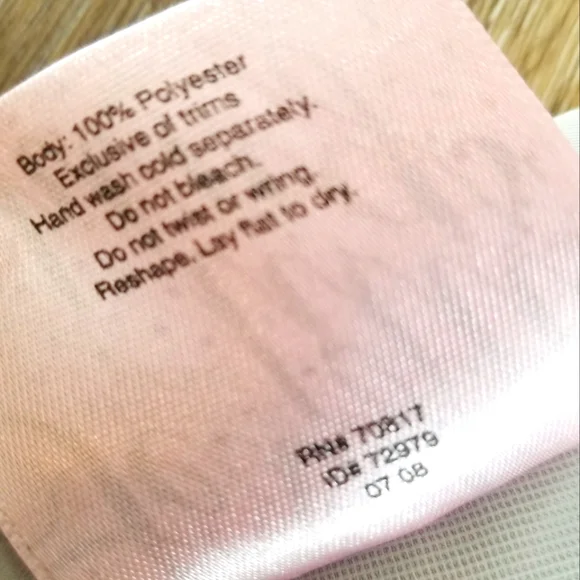 Body: 100% Polyester
Exclusive of trims
Hand wash cold separately.
Do not bleach.
Do not twist or wring.
Reshape. Lay flat to dry.
RN# 70817
ID# 72979
07 08